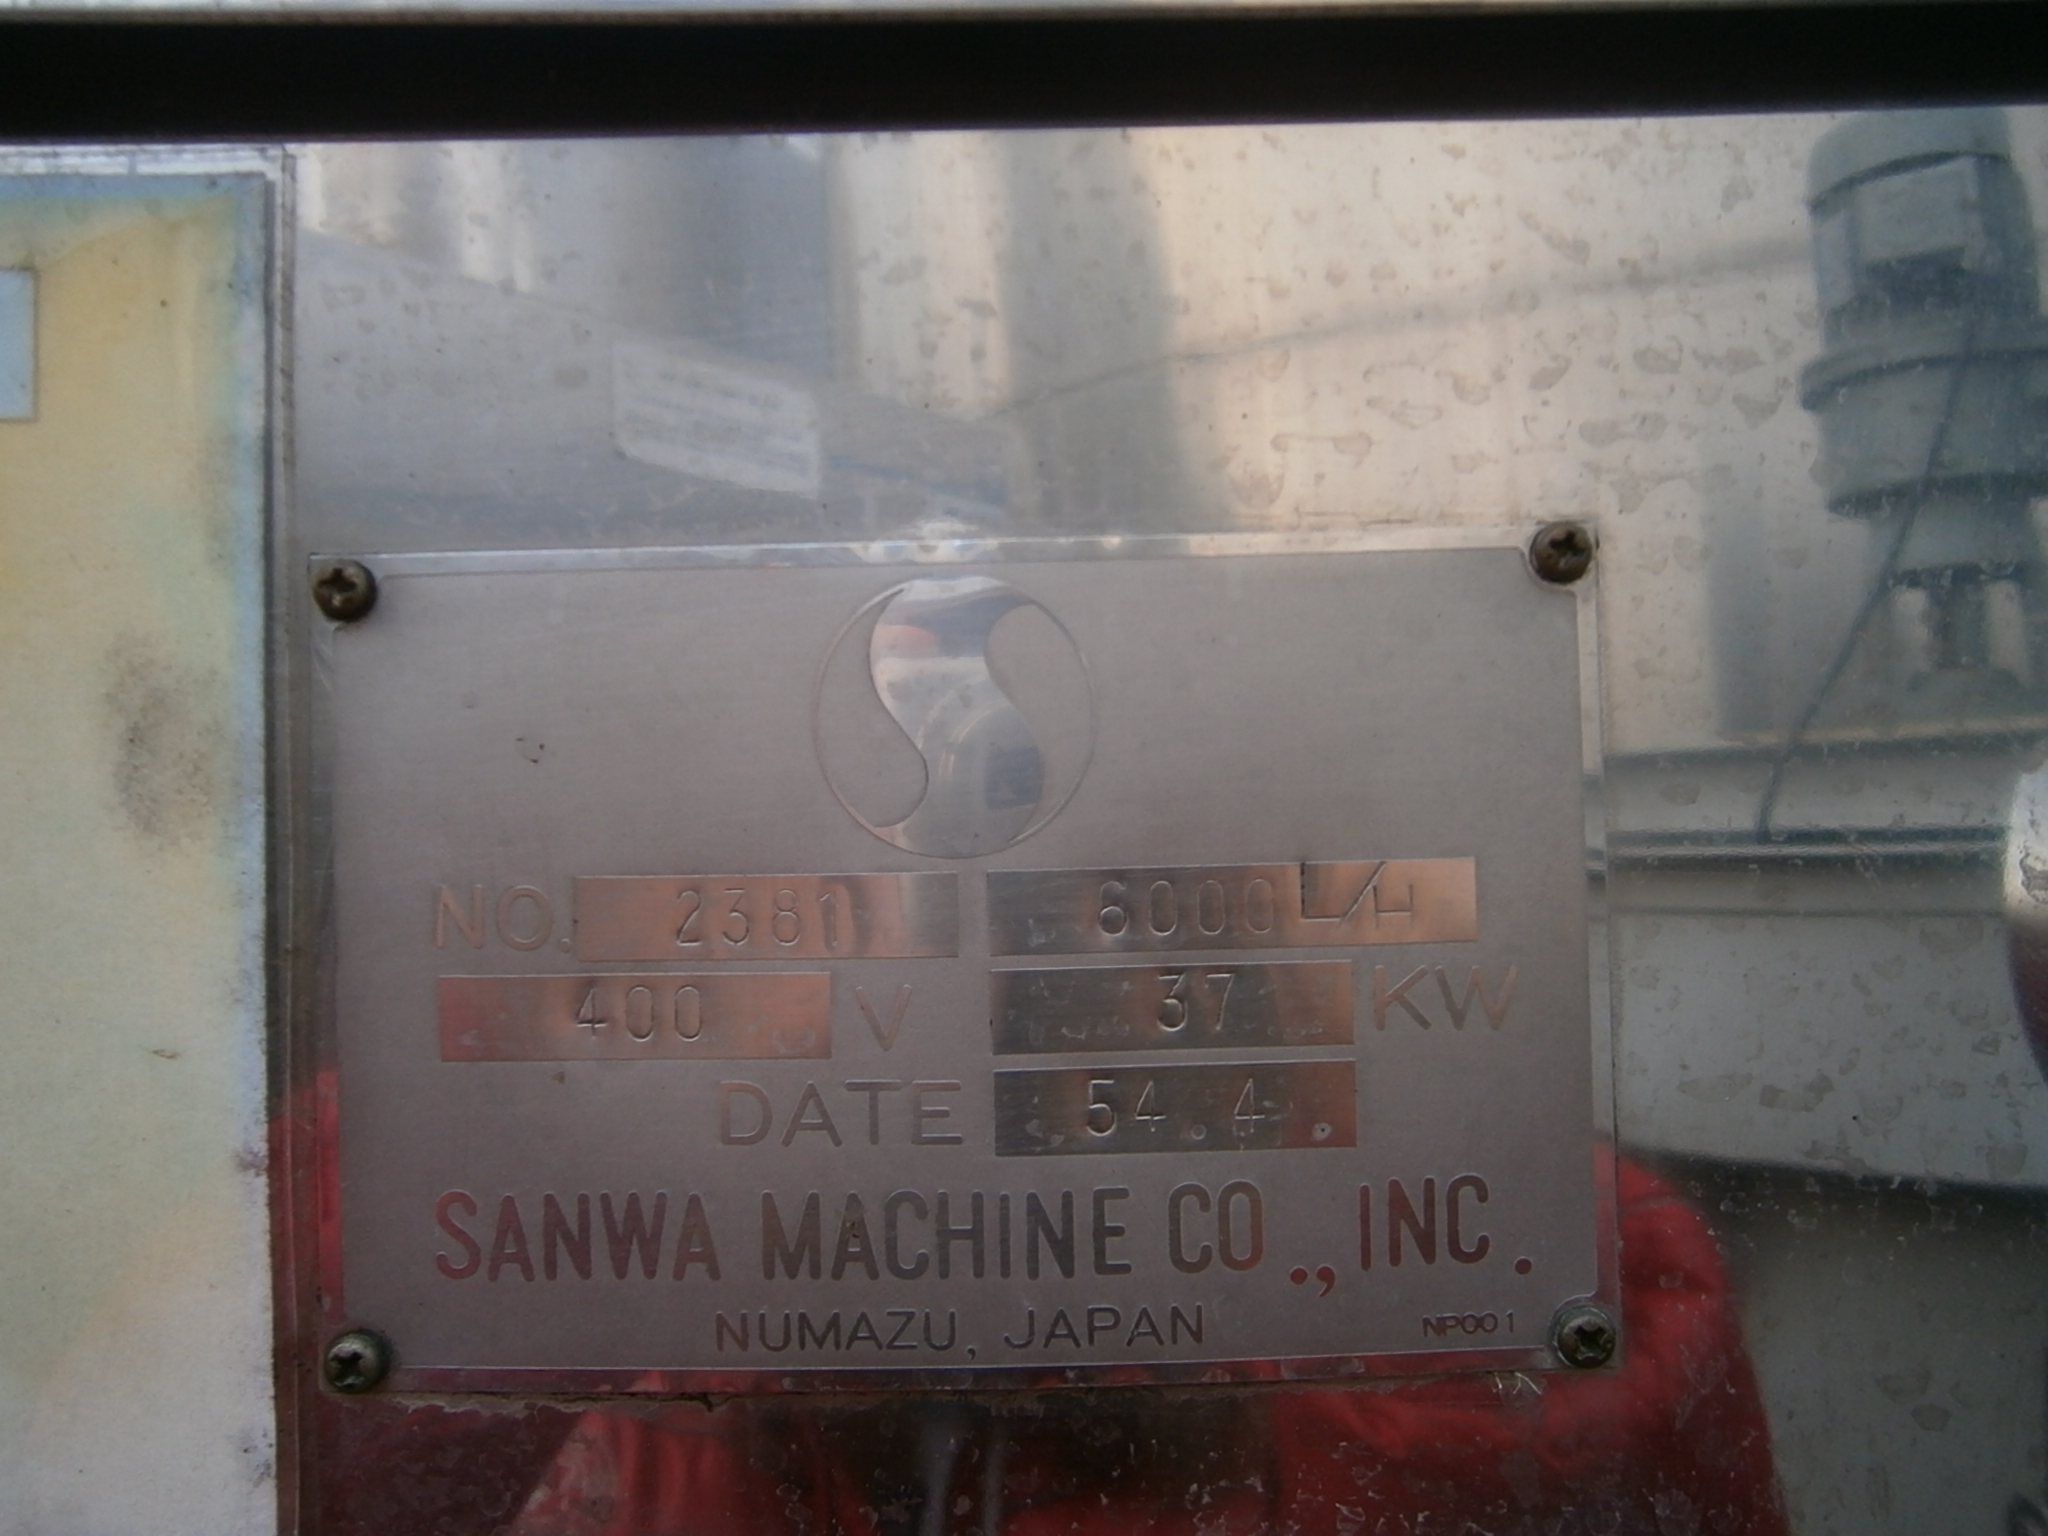 NO. 2381 6000 L/H
400 V 37 KW
DATE 54. 4.
SANWA MACHINE CO., INC.
NUMAZU, JAPAN NP001